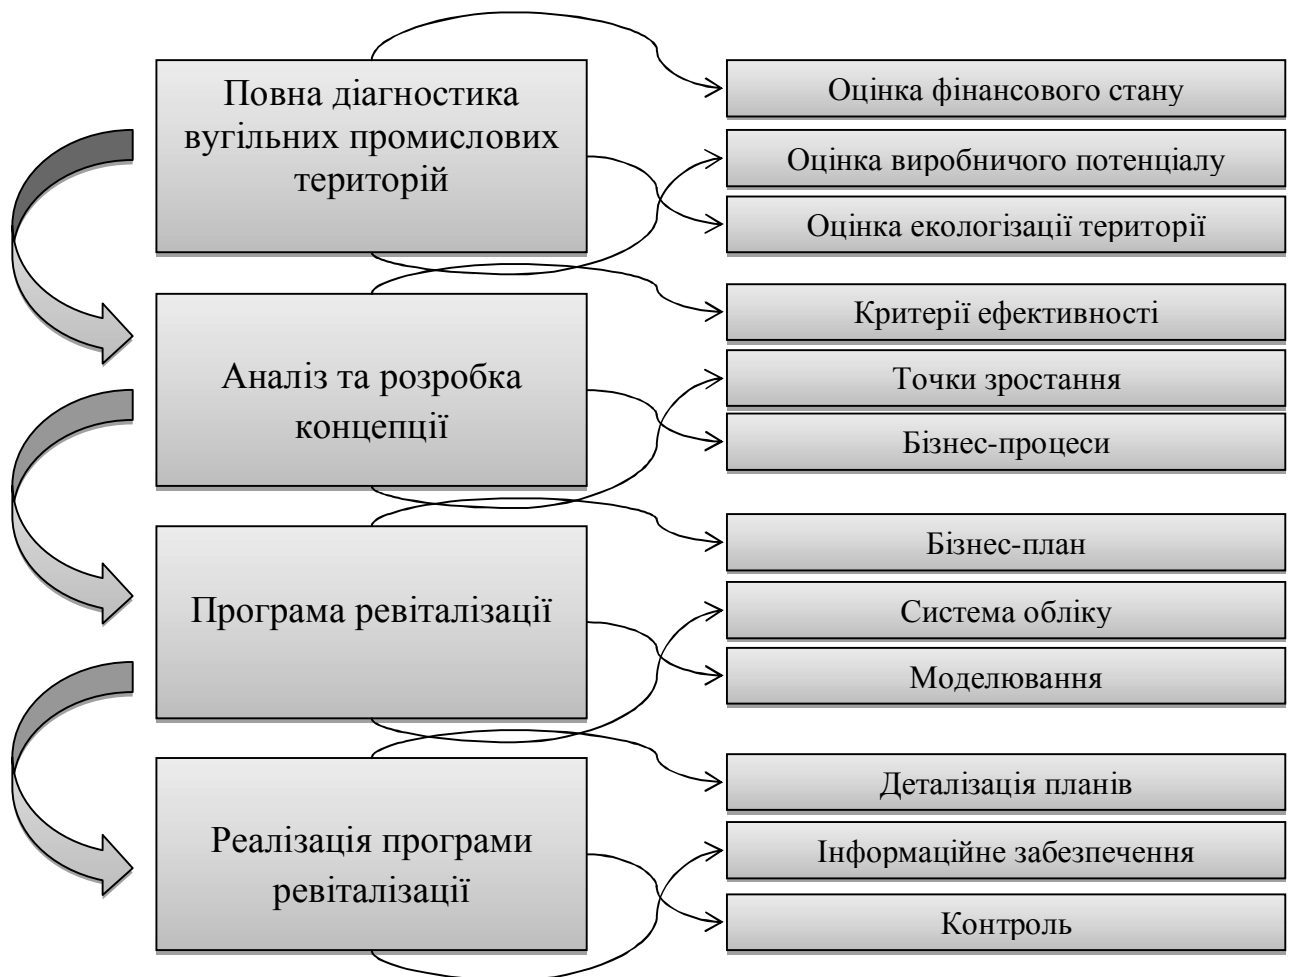 Повна діагностика
вугільних промислових
територій
Оцінка фінансового стану
Оцінка виробничого потенціалу
Оцінка екологізації території
Аналіз та розробка
концепції
Критерії ефективності
Точки зростання
Бізнес-процеси
Програма ревіталізації
Бізнес-план
Система обліку
Моделювання
Реалізація програми
ревіталізації
Деталізація планів
Інформаційне забезпечення
Контроль